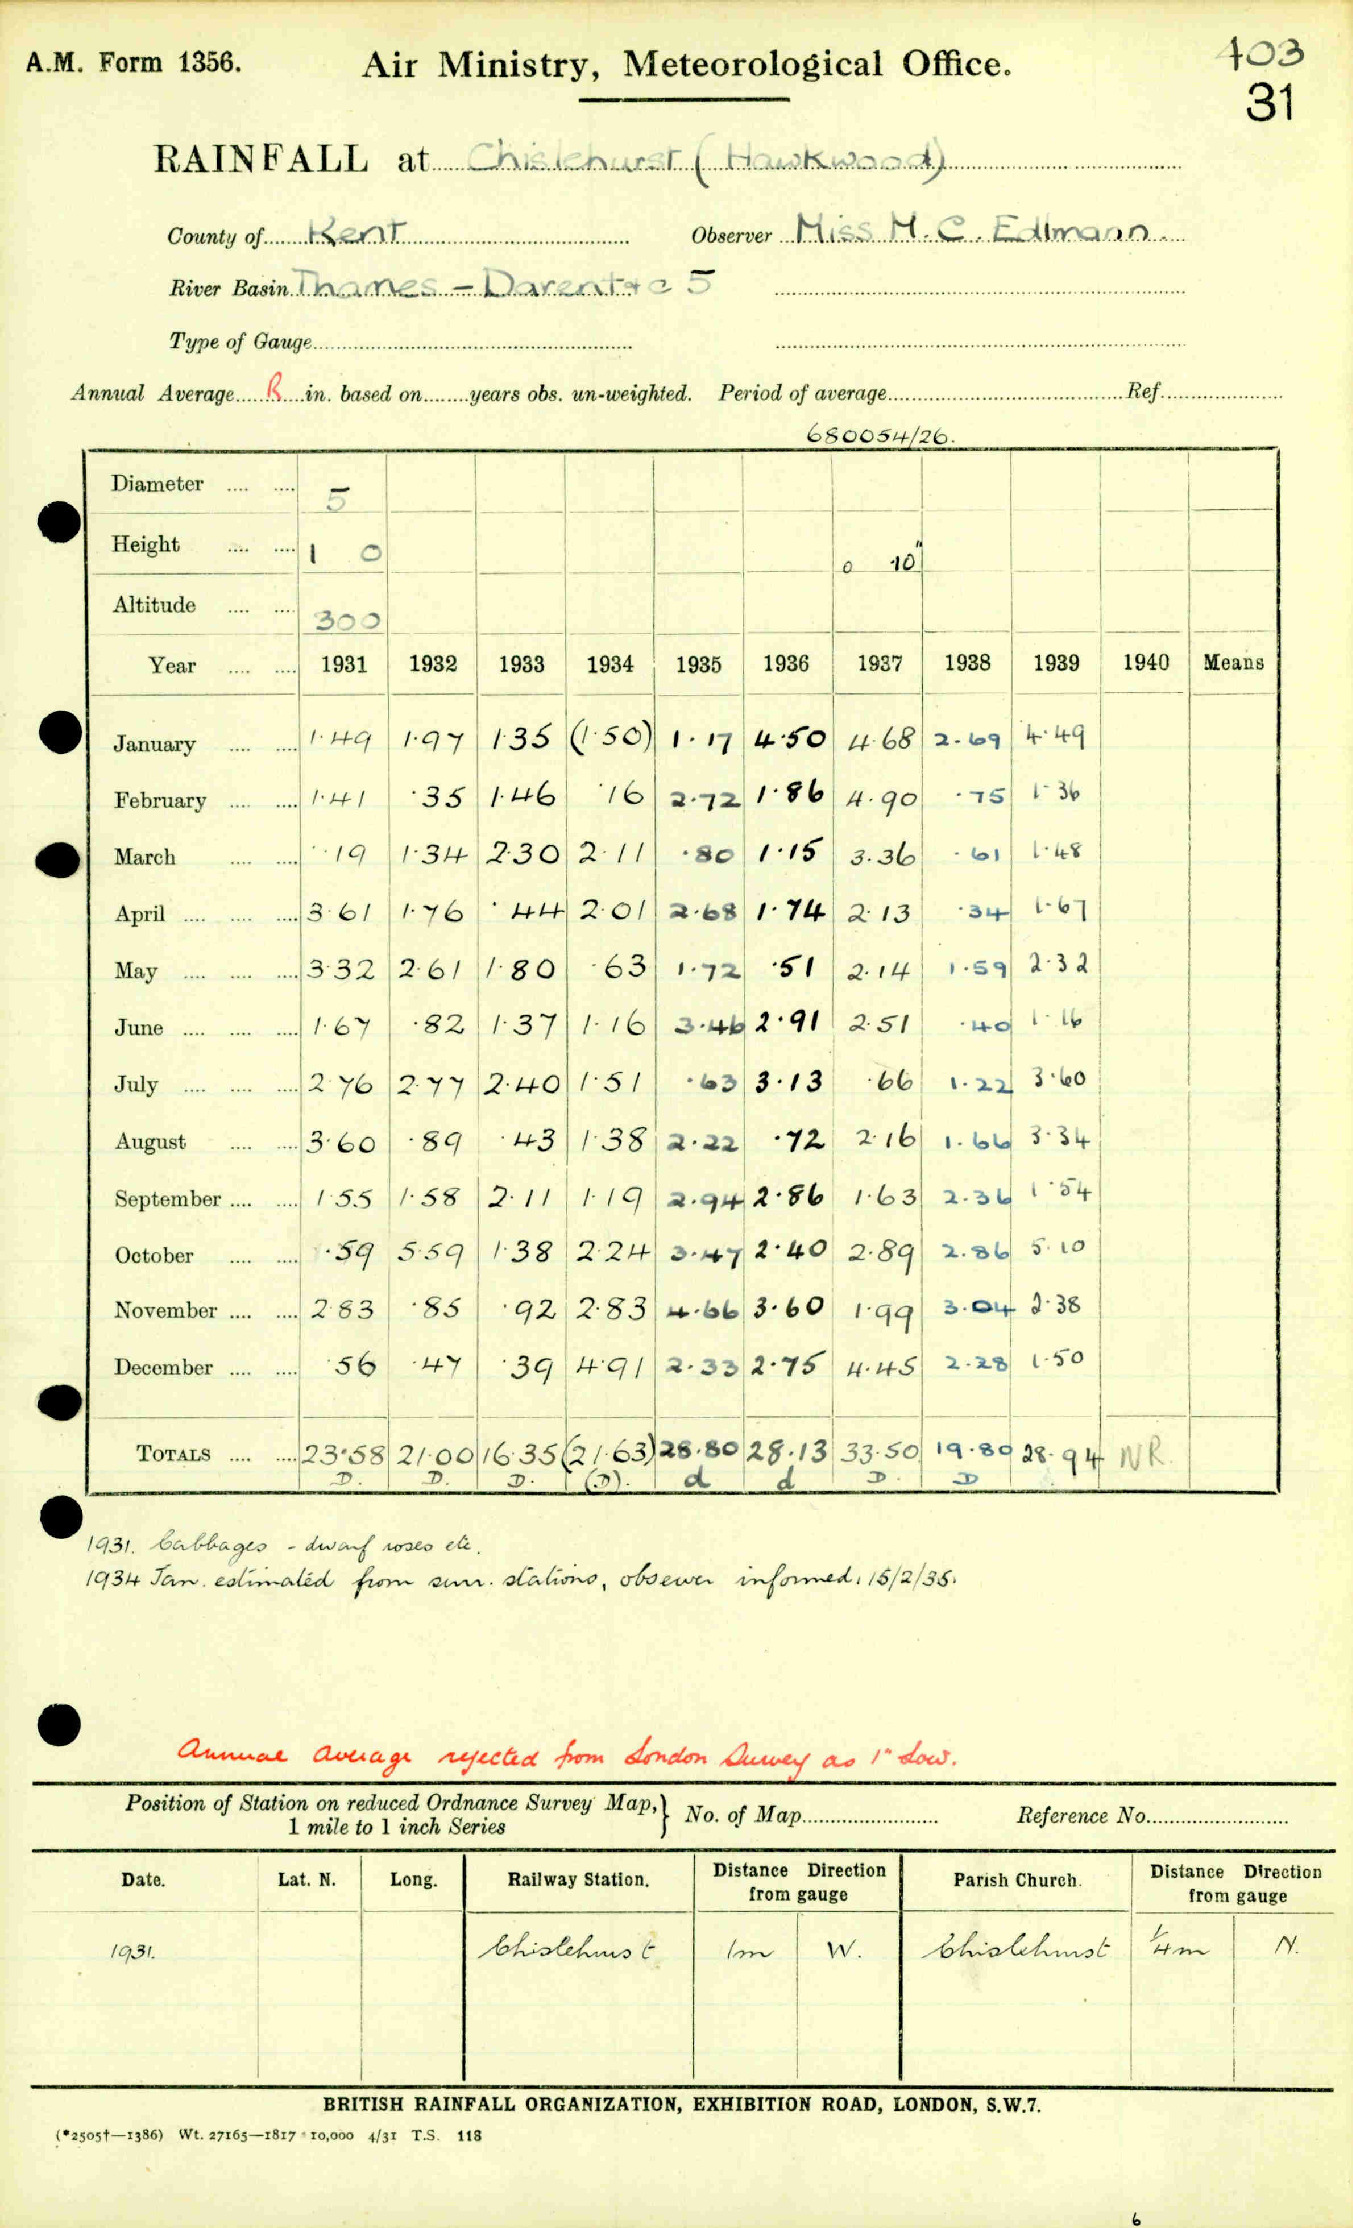 A.M. Form 1356. Air Ministry, Meteorological Office. 403
31
RAINFALL at Chislehurst (Hawkwood)
County of Kent Observer Miss M. C. Edlmann.
River Basin Thames - Darent &c 5
Type of Gauge
Annual Average R in. based on years obs. un-weighted. Period of average Ref.
680054/26.
Diameter 5
Height 1 0 0 10"
Altitude 300
Year 1931 1932 1933 1934 1935 1936 1937 1938 1939 1940 Means
January 1.49 1.97 1.35 (1.50) 1.17 4.50 4.68 2.69 4.49
February 1.41 .35 1.46 .16 2.72 1.86 4.90 .75 1.36
March .19 1.34 2.30 2.11 .80 1.15 3.36 .61 1.48
April 3.61 1.76 .44 2.01 2.68 1.74 2.13 .34 1.67
May 3.32 2.61 1.80 .63 1.72 .51 2.14 1.59 2.32
June 1.67 .82 1.37 1.16 3.46 2.91 2.51 .40 1.16
July 2.76 2.77 2.40 1.51 .63 3.13 .66 1.22 3.60
August 3.60 .89 .43 1.38 2.22 .72 2.16 1.66 3.34
September 1.55 1.58 2.11 1.19 2.94 2.86 1.63 2.36 1.54
October .59 5.59 1.38 2.24 3.47 2.40 2.89 2.86 5.10
November 2.83 .85 .92 2.83 4.66 3.60 1.99 3.04 2.38
December .56 .47 .39 4.91 2.33 2.75 4.45 2.28 1.50
TOTALS 23.58 21.00 16.35 (21.63) 28.80 28.13 33.50 19.80 28.94 NR.
D. D. D. (D). d d D. D
1931. Cabbages - dwarf roses etc.
1934 Jan. estimated from surr. stations, observer informed. 15/2/35.
Annual average rejected from London Survey as 1" low.
Position of Station on reduced Ordnance Survey Map,} No. of Map Reference No.
1 mile to 1 inch Series
Date. Lat. N. Long. Railway Station. Distance Direction from gauge Parish Church. Distance Direction from gauge
1931. Chislehurst 1m W. Chislehurst 1/4m N.
BRITISH RAINFALL ORGANIZATION, EXHIBITION ROAD, LONDON, S.W.7.
(*2505†—1386) Wt. 27165—1817 10,000 4/31 T.S. 118
6